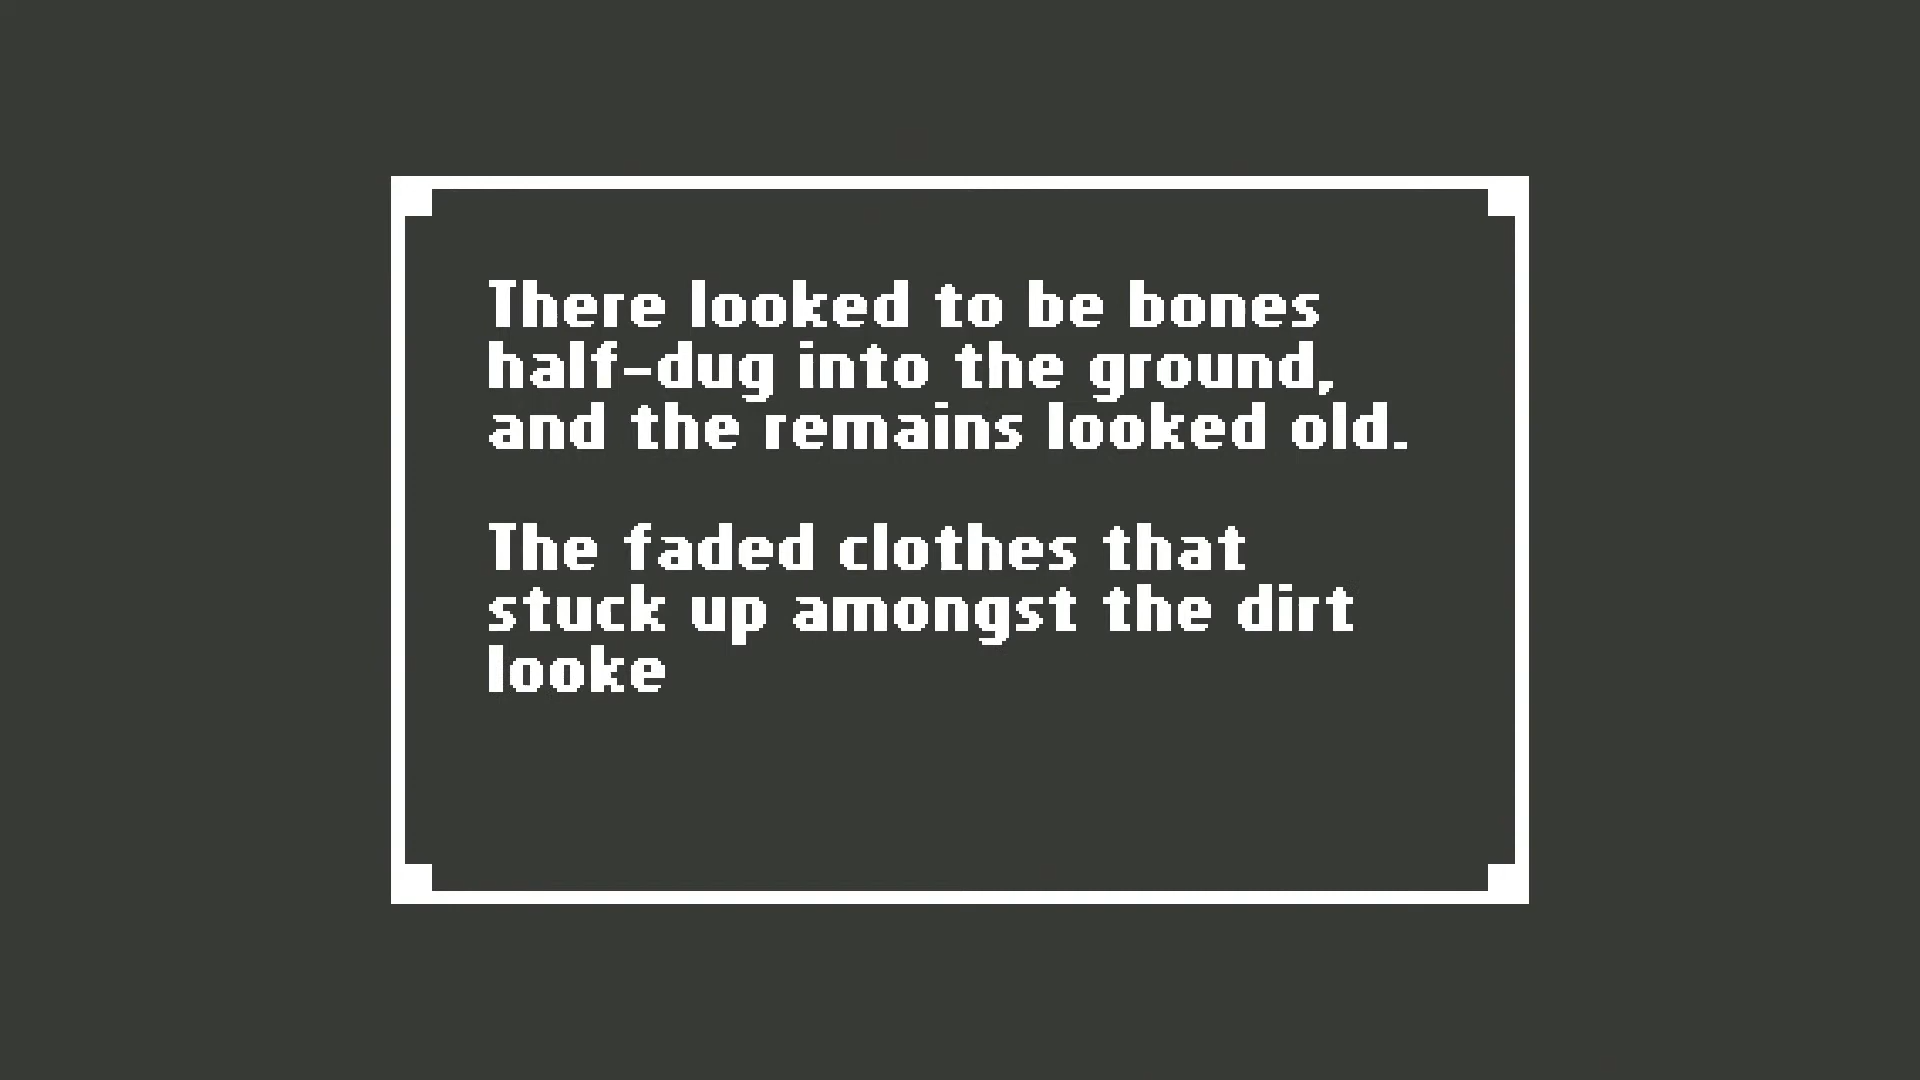 There looked to be bones
half-dug into the ground,
and the remains looked old.
The faded clothes that
stuck up amongst the dirt
looke